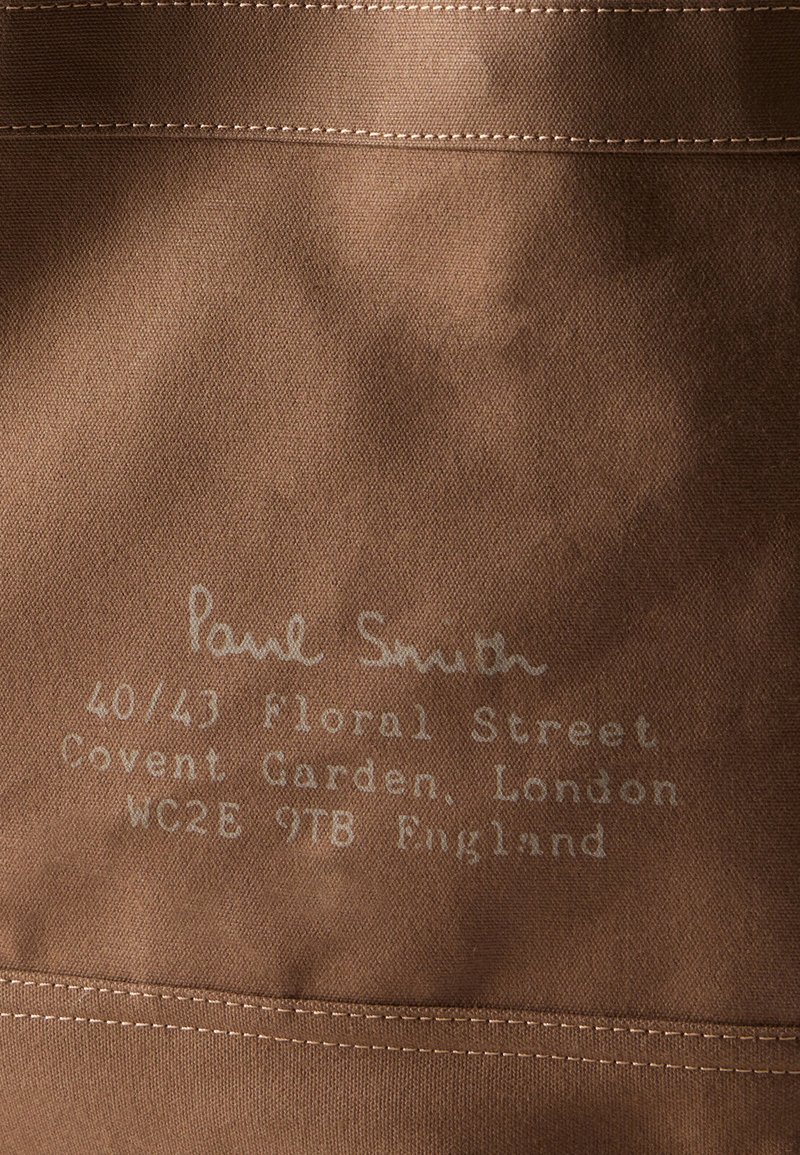 Paul Smith
40/43 Floral Street
Covent Garden, London
WC2E 9TB England